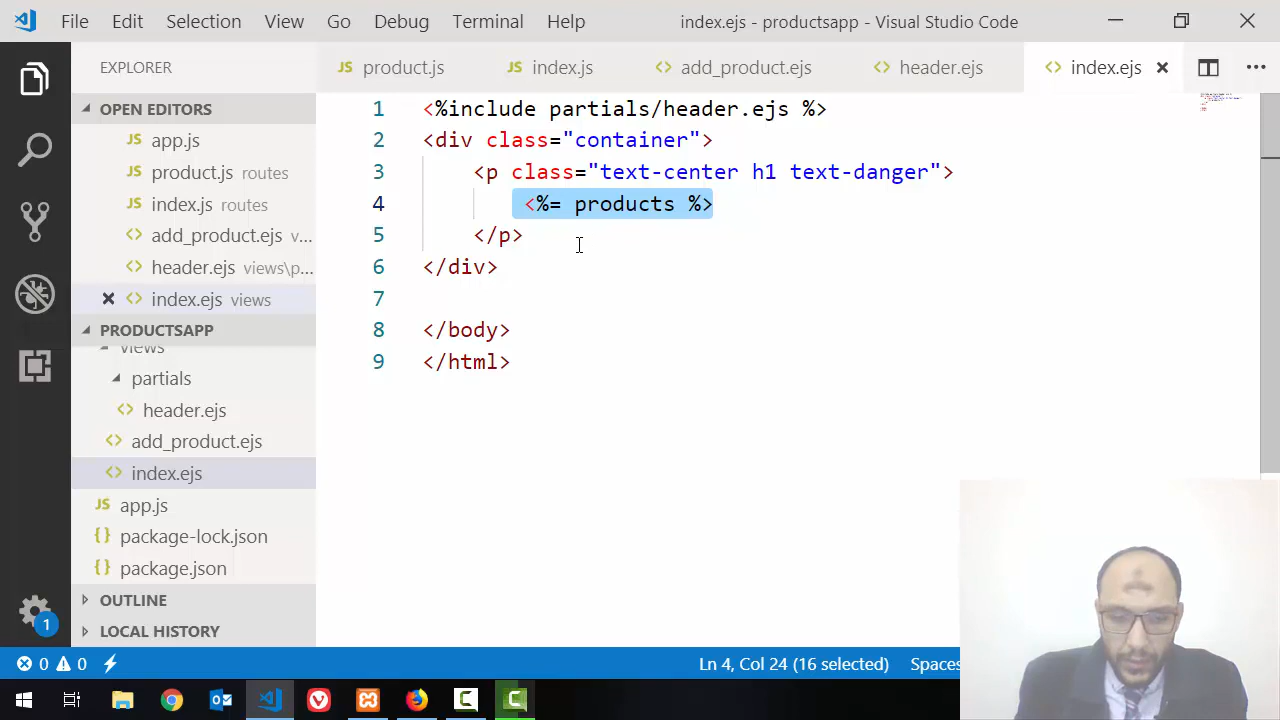 File Edit Selection View Go Debug Terminal Help index.ejs - productsapp - Visual Studio Code
EXPLORER
JS product.js JS index.js <> add_product.ejs <> header.ejs <> index.ejs
OPEN EDITORS
JS app.js
JS product.js routes
JS index.js routes
<> add_product.ejs v...
<> header.ejs views\p...
<> index.ejs views
PRODUCTSAPP
views
partials
<> header.ejs
<> add_product.ejs
<> index.ejs
JS app.js
{} package-lock.json
{} package.json
OUTLINE
LOCAL HISTORY
1 <%include partials/header.ejs %>
2 <div class="container">
3 <p class="text-center h1 text-danger">
4 <%= products %>
5 </p>
6 </div>
7
8 </body>
9 </html>
1
0 0 Ln 4, Col 24 (16 selected) Spaces